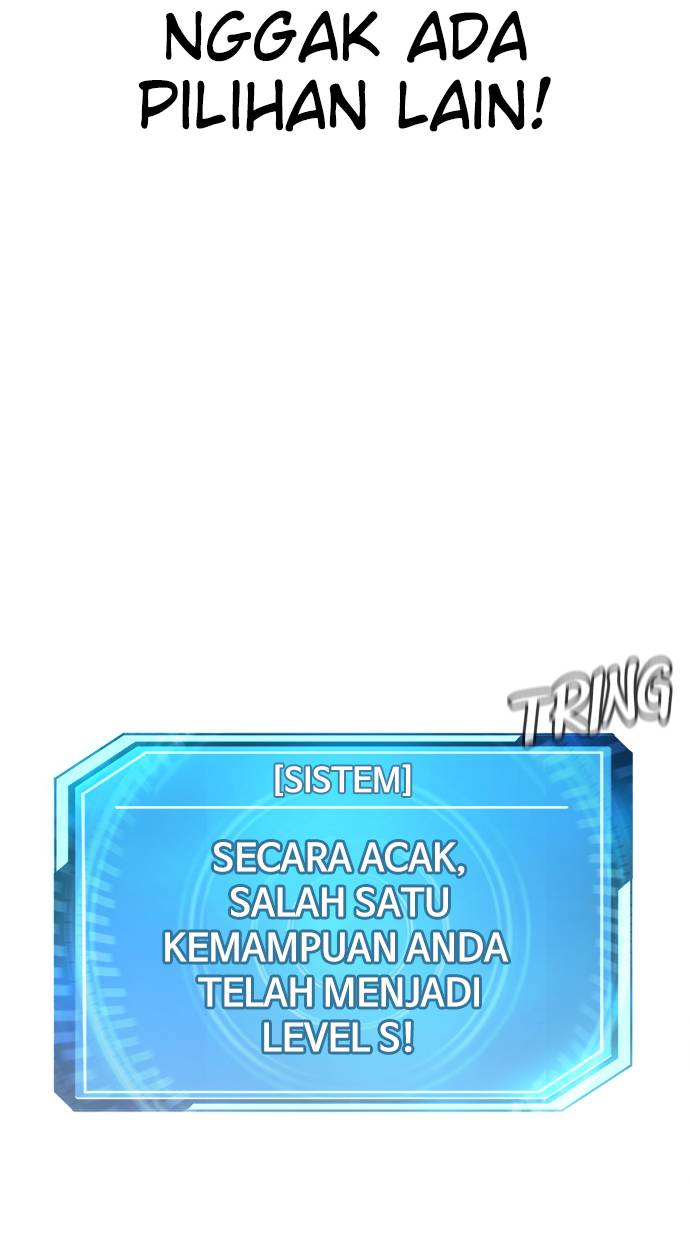 NGGAK ADA
PILIHAN LAIN!
TRING
[SISTEM]
SECARA ACAK,
SALAH SATU
KEMAMPUAN ANDA
TELAH MENJADI
LEVEL S!